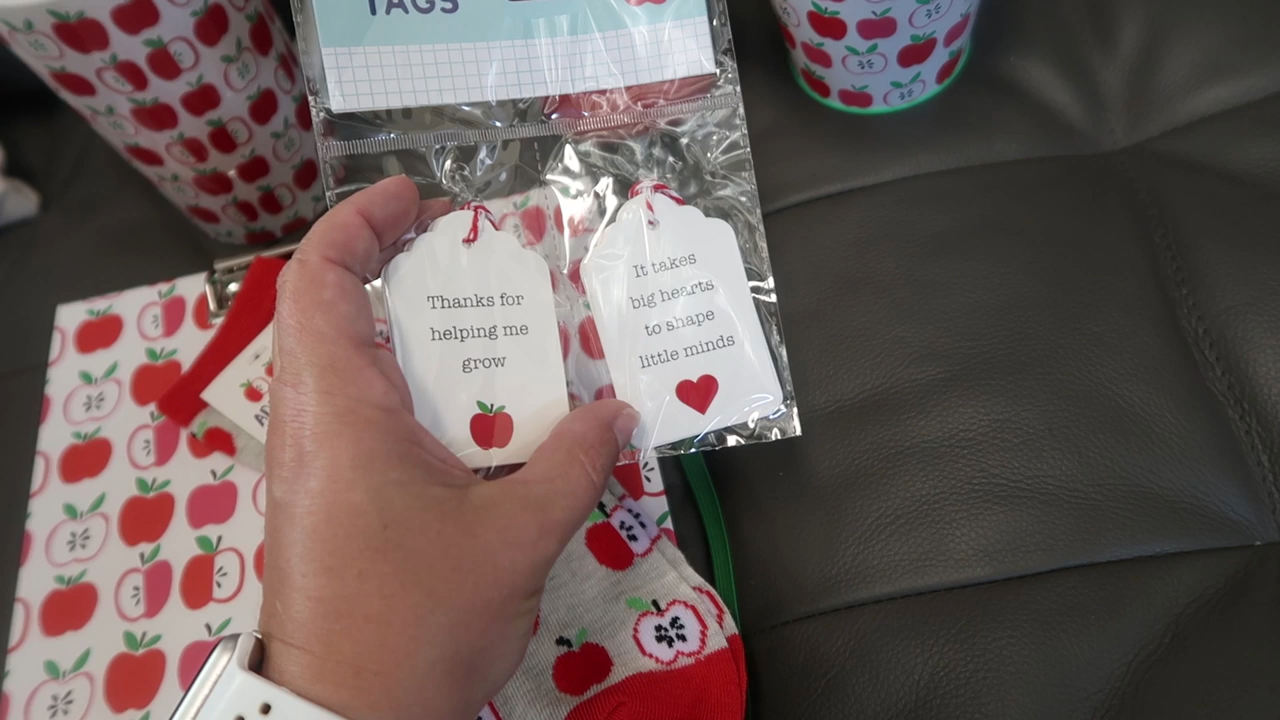 TAGS
Thanks for
helping me
grow
It takes
big hearts
to shape
little minds